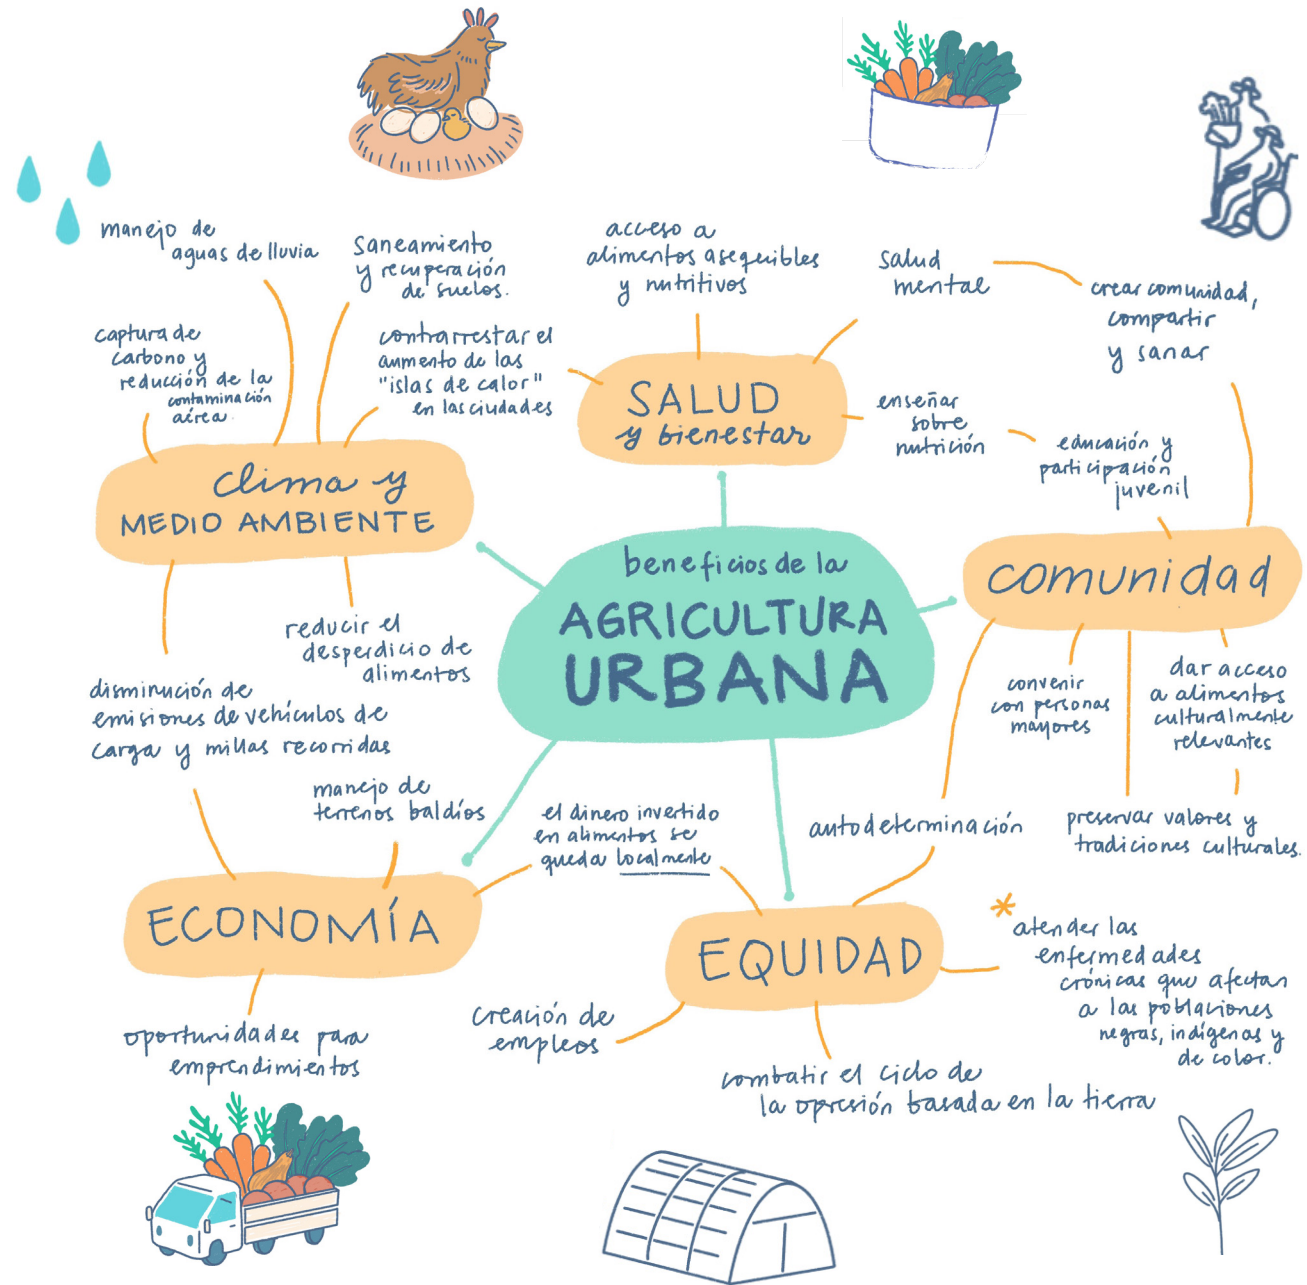 manejo de
aguas de lluvia
saneamiento
y recuperación
de suelos.
captura de
carbono y
reducción de la
contaminación
aérea.
contrarrestar el
aumento de las
"islas de calor"
en las ciudades
clima y
MEDIO AMBIENTE
acceso a
alimentos asequibles
y nutritivos
salud
mental
crear comunidad,
compartir
y sanar
SALUD
y bienestar
enseñar
sobre
nutrición
educación y
participación
juvenil
beneficios de la
AGRICULTURA
URBANA
comunidad
reducir el
desperdicio de
alimentos
disminución de
emisiones de vehículos de
carga y millas recorridas
convenir
con personas
mayores
dar acceso
a alimentos
culturalmente
relevantes
autodeterminación
preservar valores y
tradiciones culturales.
manejo de
terrenos baldíos
el dinero invertido
en alimentos se
queda localmente
ECONOMÍA
EQUIDAD
* atender las
enfermedades
crónicas que afectan
a las poblaciones
negras, indígenas y
de color.
creación de
empleos
combatir el ciclo de
la opresión basada en la tierra
oportunidades para
emprendimientos